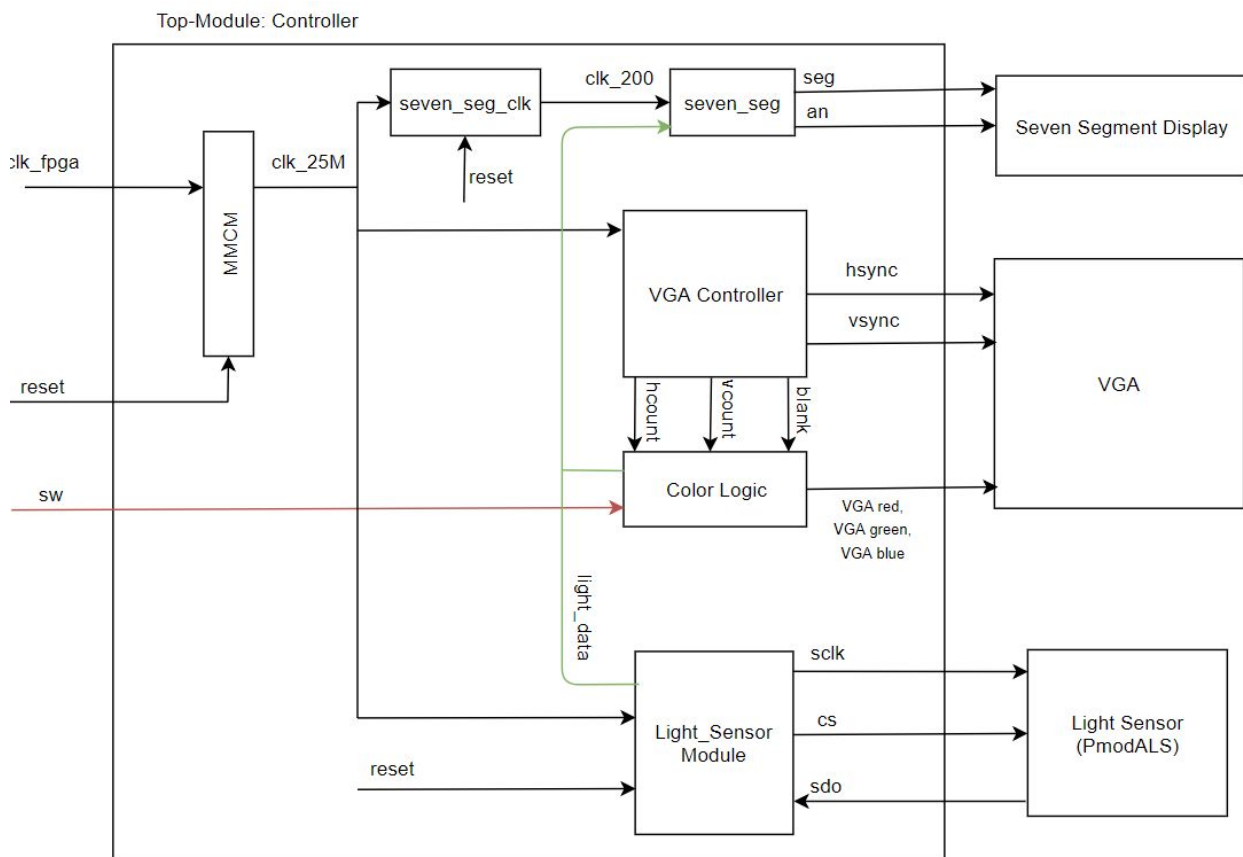 Top-Module: Controller
clk_200
seg
seven_seg_clk
seven_seg
an
Seven Segment Display
clk_fpga
clk_25M
reset
MMCM
VGA Controller
hsync
vsync
reset
VGA
hcount
vcount
blank
sw
Color Logic
VGA red,
VGA green,
VGA blue
light_data
sclk
Light_Sensor
Module
cs
Light Sensor
(PmodALS)
reset
sdo